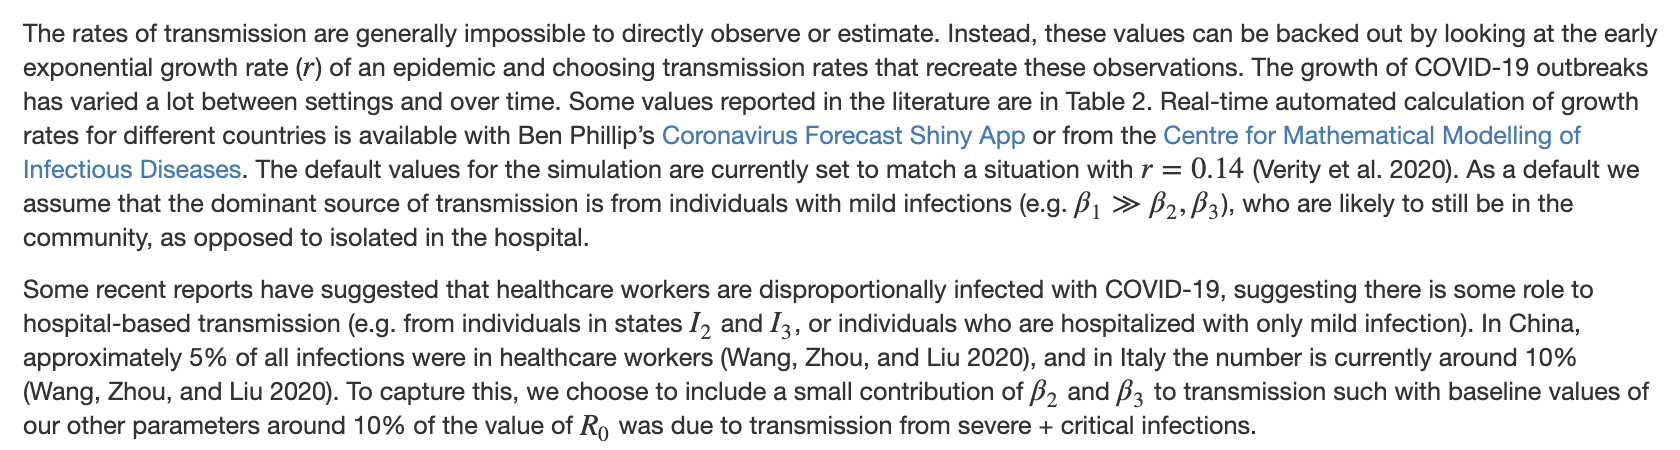 The rates of transmission are generally impossible to directly observe or estimate. Instead, these values can be backed out by looking at the early
exponential growth rate (r) of an epidemic and choosing transmission rates that recreate these observations. The growth of COVID-19 outbreaks
has varied a lot between settings and over time. Some values reported in the literature are in Table 2. Real-time automated calculation of growth
rates for different countries is available with Ben Phillip's Coronavirus Forecast Shiny App or from the Centre for Mathematical Modelling of
Infectious Diseases. The default values for the simulation are currently set to match a situation with r = 0.14 (Verity et al. 2020). As a default we
assume that the dominant source of transmission is from individuals with mild infections (e.g. β₁ ≫ β₂, β₃), who are likely to still be in the
community, as opposed to isolated in the hospital.
Some recent reports have suggested that healthcare workers are disproportionally infected with COVID-19, suggesting there is some role to
hospital-based transmission (e.g. from individuals in states I₂ and I₃, or individuals who are hospitalized with only mild infection). In China,
approximately 5% of all infections were in healthcare workers (Wang, Zhou, and Liu 2020), and in Italy the number is currently around 10%
(Wang, Zhou, and Liu 2020). To capture this, we choose to include a small contribution of β₂ and β₃ to transmission such with baseline values of
our other parameters around 10% of the value of R₀ was due to transmission from severe + critical infections.